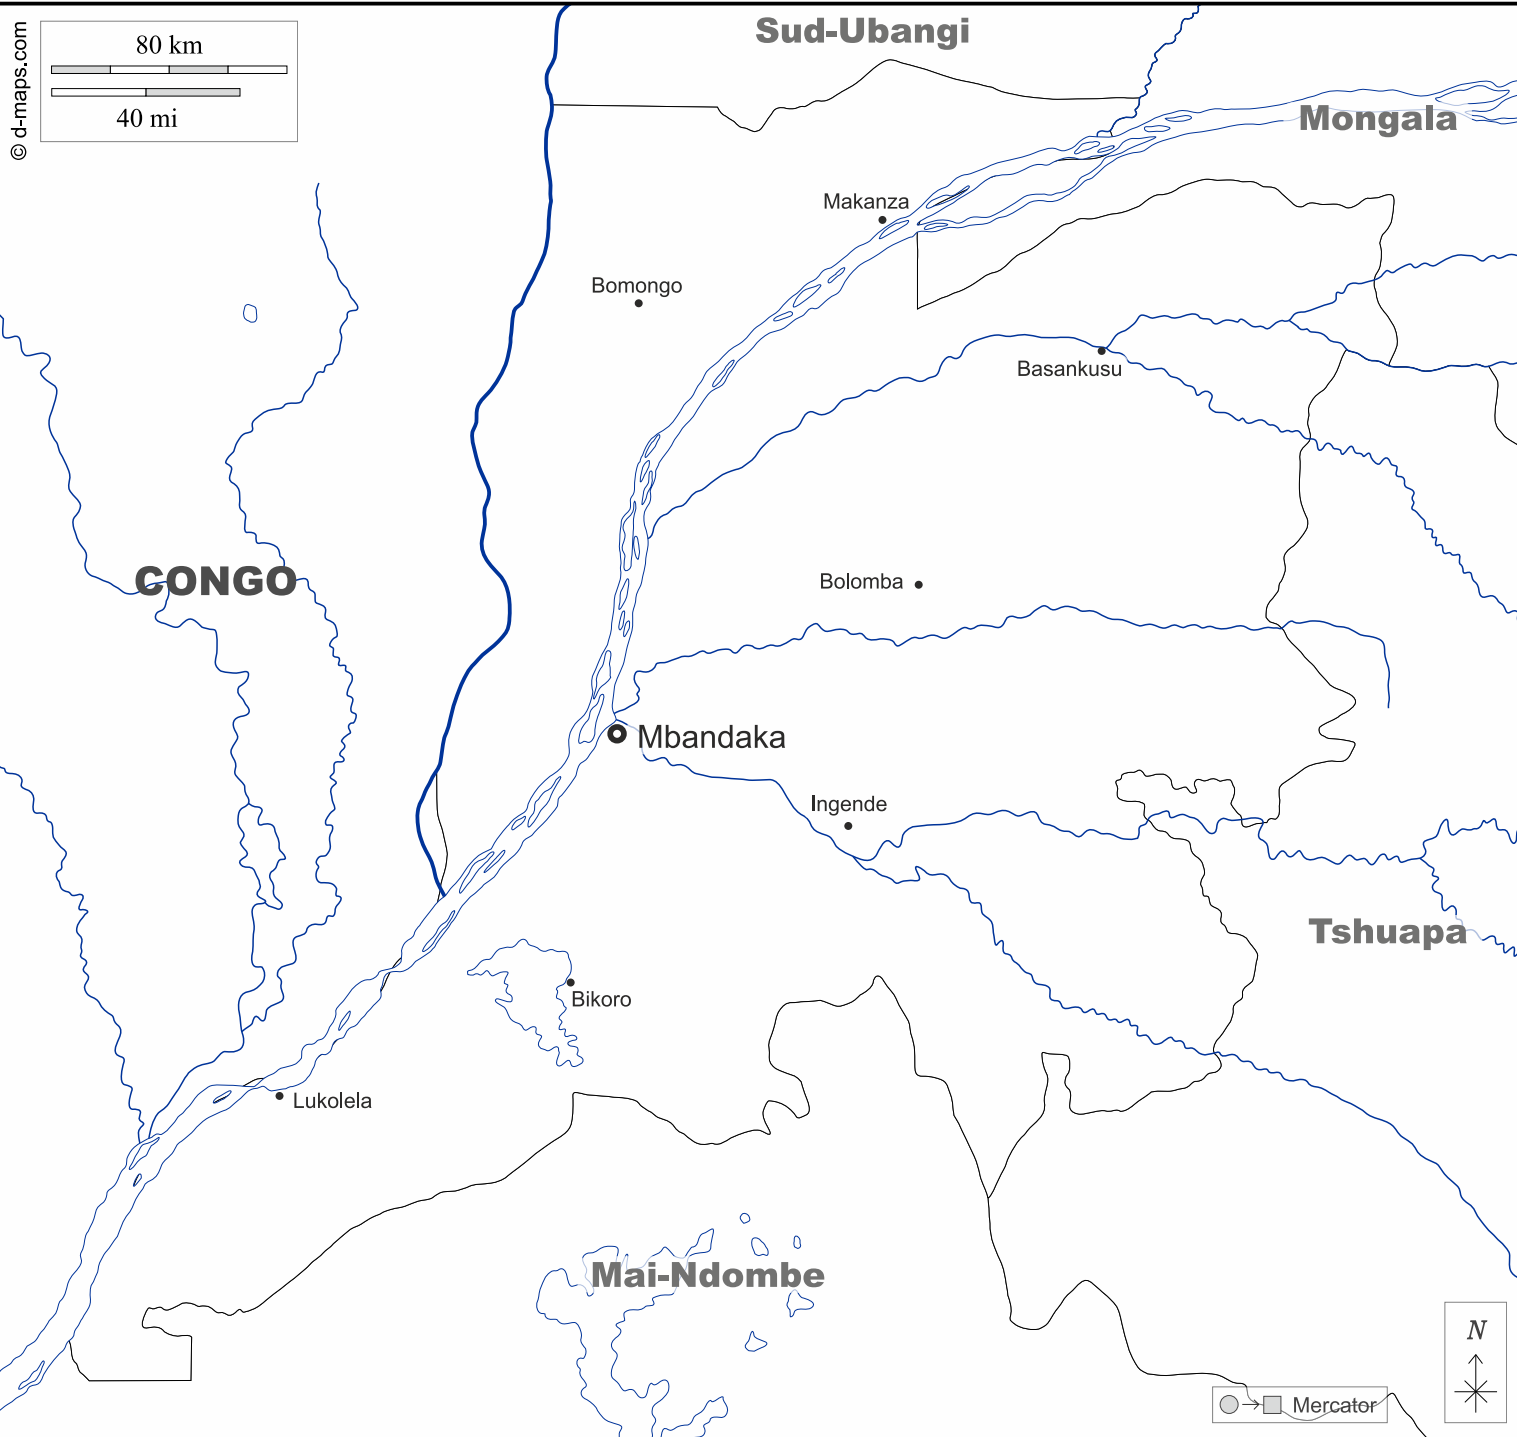 © d-maps.com
80 km
40 mi
Sud-Ubangi
Mongala
Makanza
Bomongo
Basankusu
CONGO
Bolomba
Mbandaka
Ingende
Tshuapa
Bikoro
Lukolela
Mai-Ndombe
N
Mercator